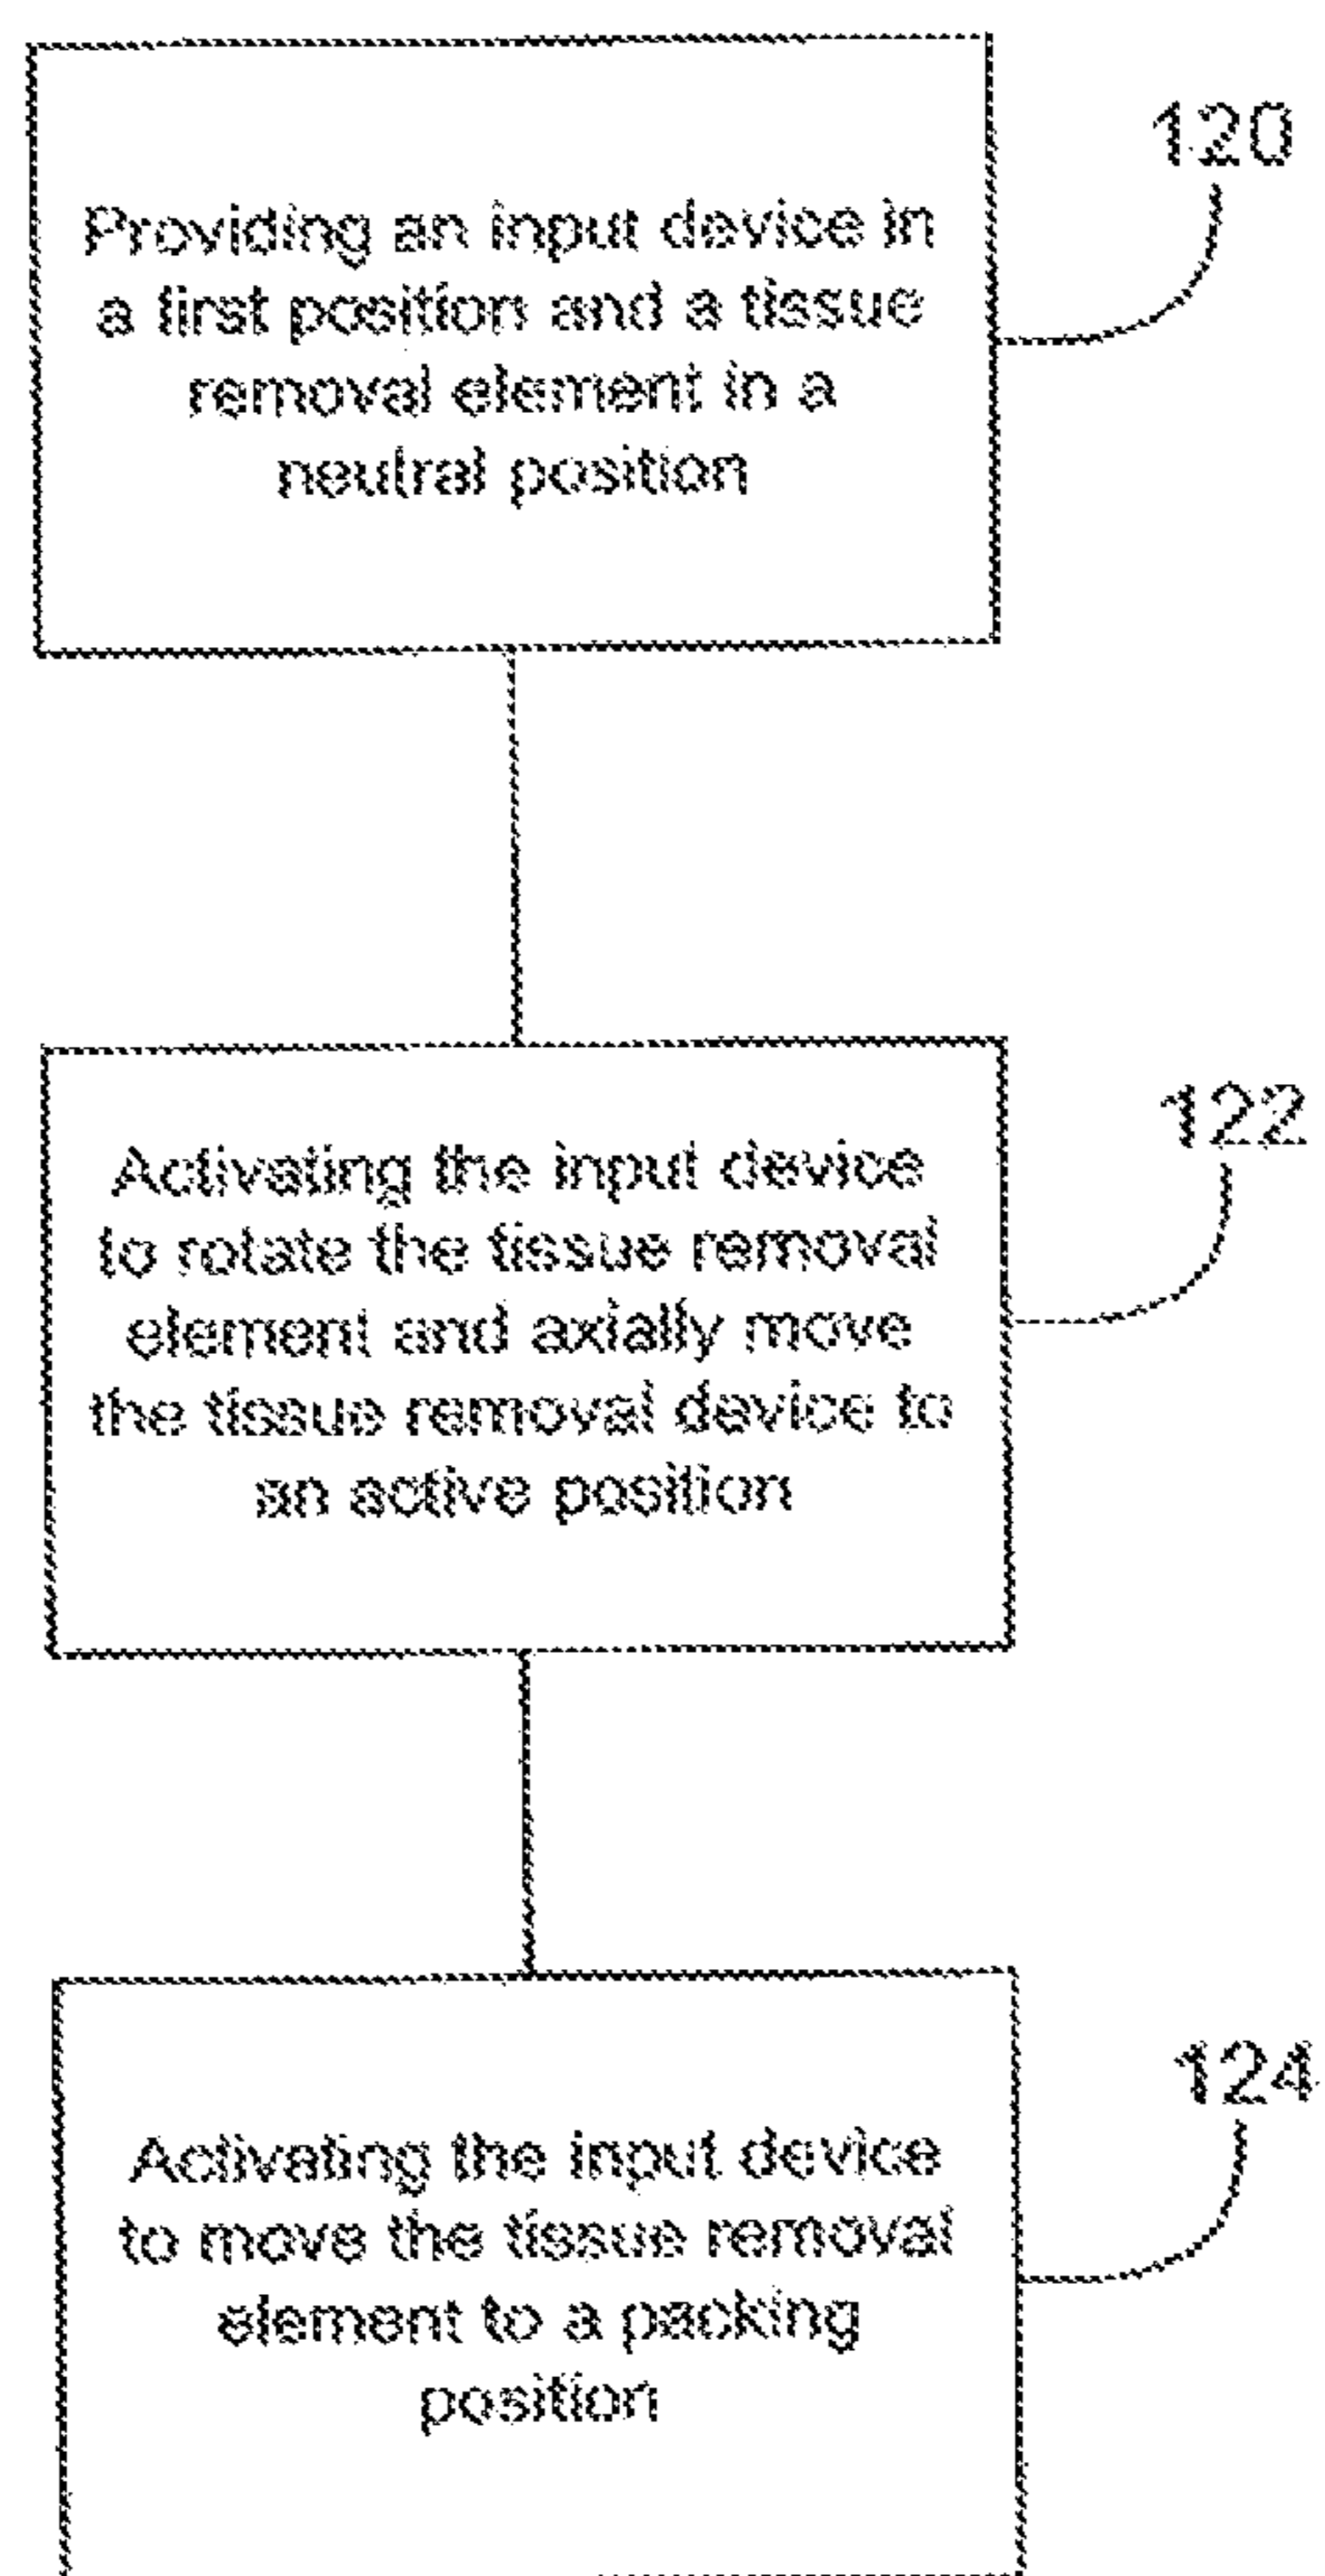 120
Providing an input device in
a first position and a tissue
removal element in a
neutral position
122
Activating the input device
to rotate the tissue removal
element and axially move
the tissue removal device to
an active position
124
Activating the input device
to move the tissue removal
element to a packing
position